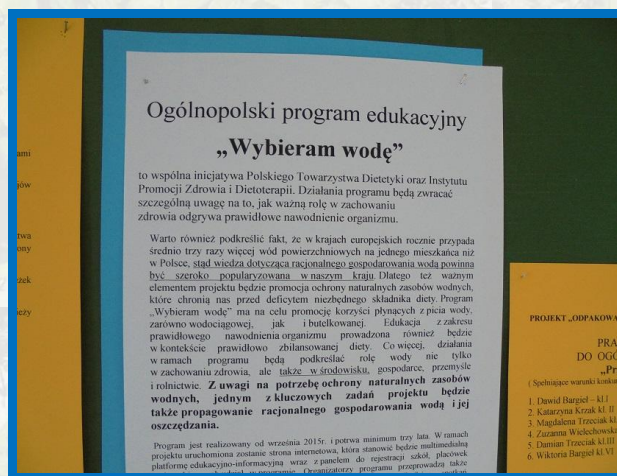 Ogólnopolski program edukacyjny
„Wybieram wodę”
to wspólna inicjatywa Polskiego Towarzystwa Dietetyki oraz Instytutu
Promocji Zdrowia i Dietoterapii. Działania programu będą zwracać
szczególną uwagę na to, jak ważną rolę w zachowaniu
zdrowia odgrywa prawidłowe nawodnienie organizmu.
Warto również podkreślić fakt, że w krajach europejskich rocznie przypada
średnio trzy razy więcej wód powierzchniowych na jednego mieszkańca niż
w Polsce, stąd wiedza dotycząca racjonalnego gospodarowania wodą powinna
być szeroko popularyzowana w naszym kraju. Dlatego też ważnym
elementem projektu będzie promocja ochrony naturalnych zasobów wodnych,
które chronią nas przed deficytem niezbędnego składnika diety. Program
„Wybieram wodę” ma na celu promocję korzyści płynących z picia wody,
zarówno wodociągowej, jak i butelkowanej. Edukacja z zakresu
prawidłowego nawodnienia organizmu prowadzona również będzie
w kontekście prawidłowo zbilansowanej diety. Co więcej, działania
w ramach programu będą podkreślać rolę wody nie tylko
w zachowaniu zdrowia, ale także w środowisku, gospodarce, przemyśle
i rolnictwie. Z uwagi na potrzebę ochrony naturalnych zasobów
wodnych, jednym z kluczowych zadań projektu będzie
także propagowanie racjonalnego gospodarowania wodą i jej
oszczędzania.
Program jest realizowany od września 2015r. i potrwa minimum trzy lata. W ramach
projektu uruchomiona zostanie strona internetowa, która stanowić będzie multimedialną
platformę edukacyjno-informacyjną wraz z panelem do rejestracji szkół, placówek
w programie. Organizatorzy programu przeprowadzą także
PROJEKT „ODPAKOWA
PRA
DO OGÓ
„Pr
( Spełniające warunki konku
1. Dawid Bargieł – kl.I
2. Katarzyna Krzak kl. II
3. Magdalena Trzeciak kl
4. Zuzanna Wielechowski
5. Damian Trzeciak kl.III
6. Wiktoria Bargieł kl.VI